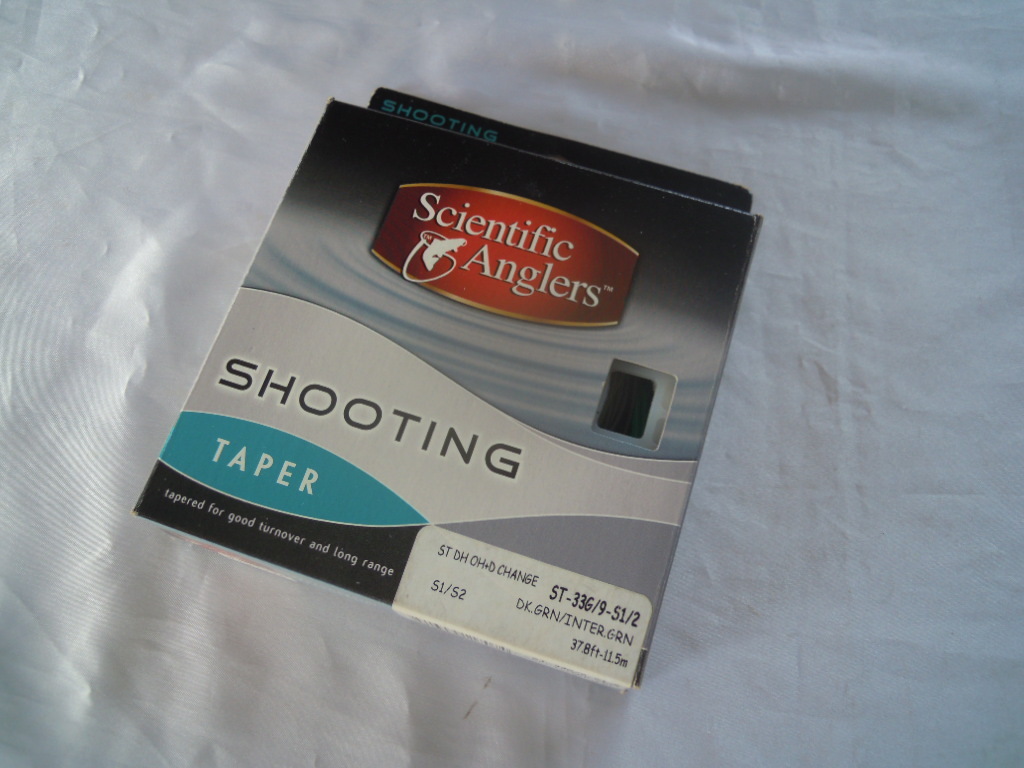 SHOOTING
Scientific
Anglers™
SHOOTING
TAPER
tapered for good turnover and long range
ST DH OH+D CHANGE ST-33G/9-S1/2
S1/S2 DK.GRN/INTER.GRN
37.8ft-11.5m